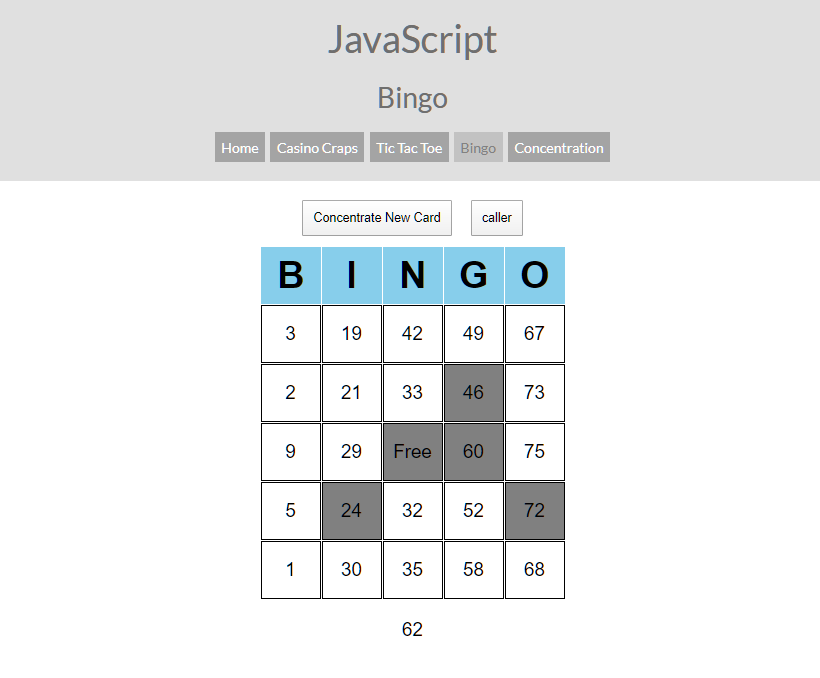 JavaScript
Bingo
Home Casino Craps Tic Tac Toe Bingo Concentration
Concentrate New Card caller
B I N G O
3 19 42 49 67
2 21 33 46 73
9 29 Free 60 75
5 24 32 52 72
1 30 35 58 68
62